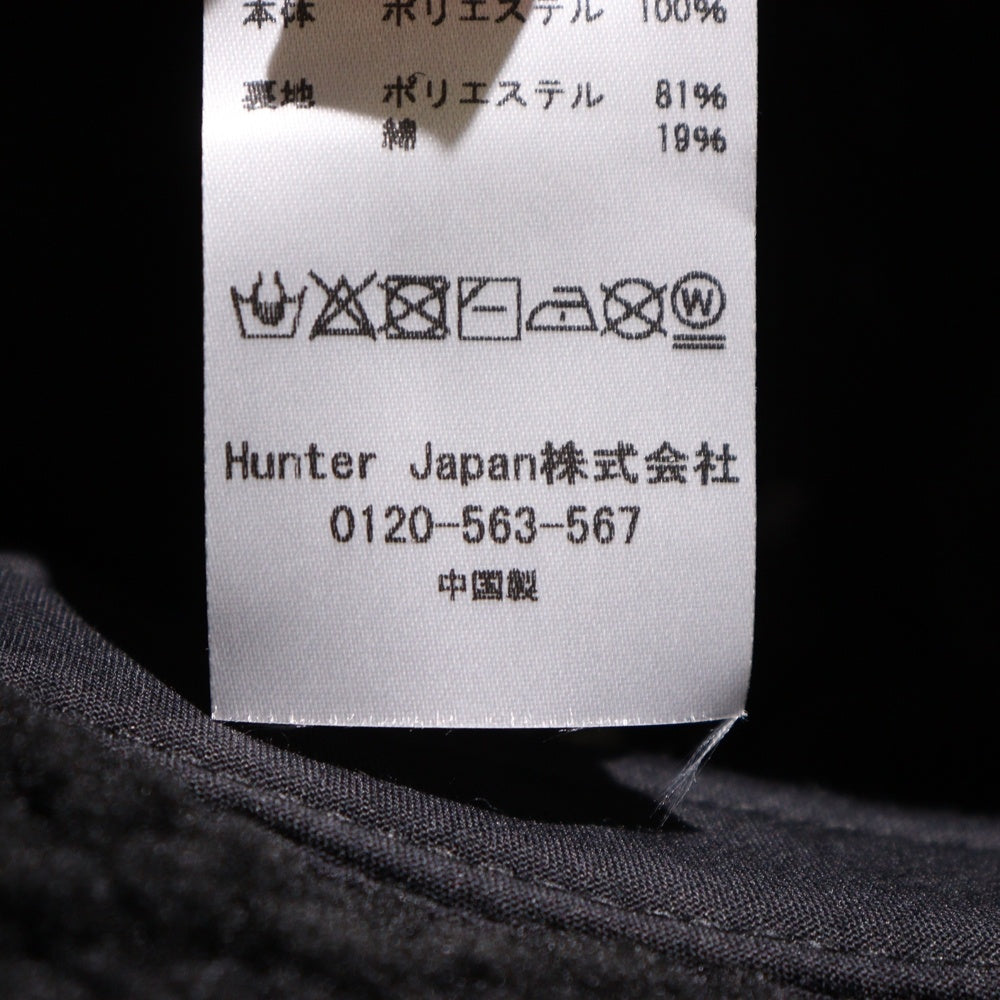 本体 ポリエステル 100%
裏地 ポリエステル 81%
綿 19%
W
Hunter Japan株式会社
0120-563-567
中国製